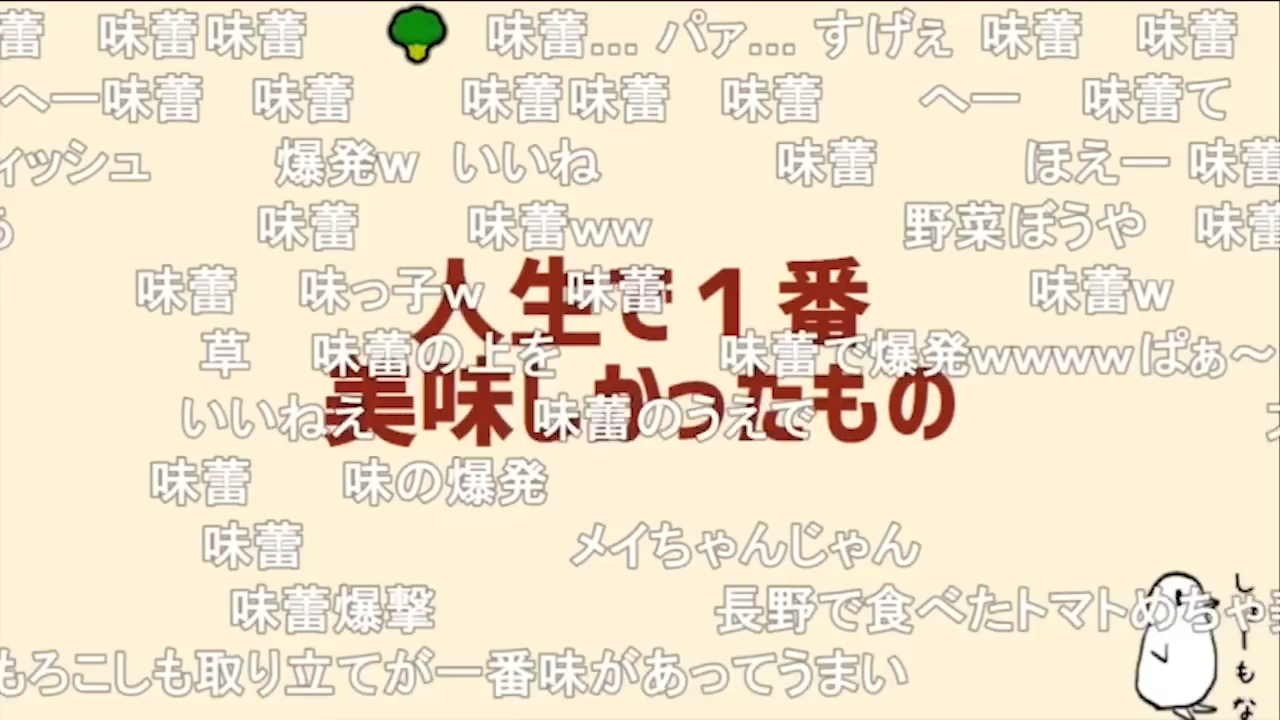 蕾 味蕾 味蕾 味蕾… パァ… すげぇ 味蕾 味蕾
へー 味蕾 味蕾 味蕾 味蕾 味蕾 へー 味蕾て
ィッシュ 爆発w いいね 味蕾 ほえー 味蕾
味蕾 味蕾ww 野菜ぼうや 味蕾
人生で１番
味蕾 味っ子w 味蕾 味蕾w
草 味蕾の上を 味蕾で爆発wwww ぱぁ～
美味しかったもの
いいねえ 味蕾のうえで
味蕾 味の爆発
味蕾 メイちゃんじゃん
味蕾爆撃 長野で食べたトマトめちゃ
もろこしも取り立てが一番味があってうまい
しゅーもな